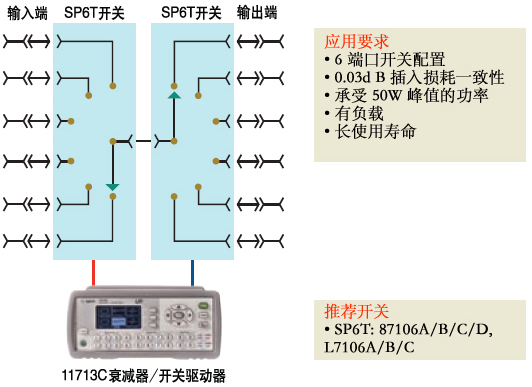 输入端
SP6T开关
SP6T开关
输出端
应用要求
• 6 端口开关配置
• 0.03d B 插入损耗一致性
• 承受 50W 峰值的功率
• 有负载
• 长使用寿命
推荐开关
• SP6T: 87106A/B/C/D,
L7106A/B/C
11713C衰减器/开关驱动器